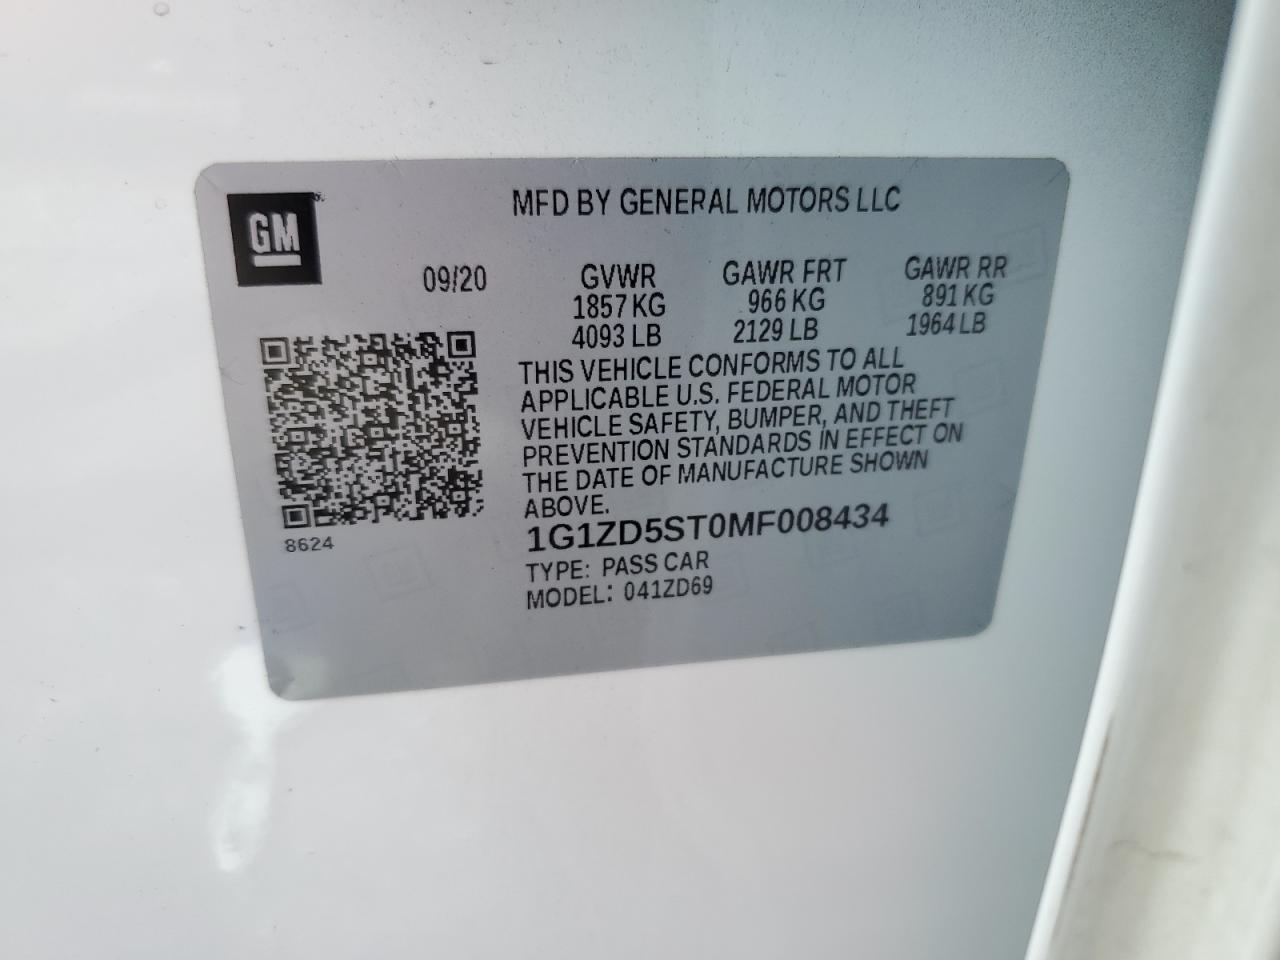 GM
MFD BY GENERAL MOTORS LLC
09/20 GVWR GAWR FRT GAWR RR
1857 KG 966 KG 891 KG
4093 LB 2129 LB 1964 LB
THIS VEHICLE CONFORMS TO ALL
APPLICABLE U.S. FEDERAL MOTOR
VEHICLE SAFETY, BUMPER, AND THEFT
PREVENTION STANDARDS IN EFFECT ON
THE DATE OF MANUFACTURE SHOWN
ABOVE.
8624
1G1ZD5ST0MF008434
TYPE: PASS CAR
MODEL: 041ZD69